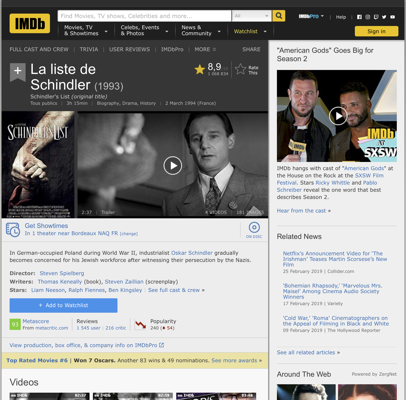 IMDb
Find Movies, TV shows, Celebrities and more...
All
IMDbPro
Help
Movies, TV
& Showtimes
Celebs, Events
& Photos
News &
Community
Watchlist
Sign in
FULL CAST AND CREW | TRIVIA | USER REVIEWS | IMDbPro | MORE
SHARE
La liste de
Schindler (1993)
Schindler's List (original title)
Tous publics | 3h 15min | Biography, Drama, History | 2 March 1994 (France)
8,9
Rate
This
SCHINDLER'S LIST
2:37 | Trailer
Get Showtimes
In 1 theater near Bordeaux NAQ FR [change]
ON DISC
In German-occupied Poland during World War II, industrialist Oskar Schindler gradually
becomes concerned for his Jewish workforce after witnessing their persecution by the Nazis.
Director: Steven Spielberg
Writers: Thomas Keneally (book), Steven Zaillian (screenplay)
Stars: Liam Neeson, Ralph Fiennes, Ben Kingsley | See full cast & crew »
+ Add to Watchlist
Metascore
From metacritic.com
Reviews
1 545 user | 216 critic
Popularity
240
View production, box office, & company info on IMDbPro
Top Rated Movies #6 | Won 7 Oscars. Another 83 wins & 49 nominations. See more awards »
Videos
"American Gods" Goes Big for
Season 2
IMDb
AT
SXSW
IMDb hangs with cast of "American Gods" at
the House on the Rock at the SXSW Film
Festival. Stars Ricky Whittle and Pablo
Schreiber reveal the one word that best
describes Season 2.
Hear from the cast »
Related News
Netflix's Announcement Video for 'The
Irishman' Teases Martin Scorsese's New
Film
25 February 2019 | Collider.com
'Bohemian Rhapsody,' 'Marvelous Mrs.
Maisel' Among Cinema Audio Society
Winners
17 February 2019 | Variety
'Cold War,' 'Roma' Cinematographers
on the Appeal of Filming in Black and White
09 February 2019 | The Hollywood Reporter
See all related articles »
Around The Web
Powered by ZergNet